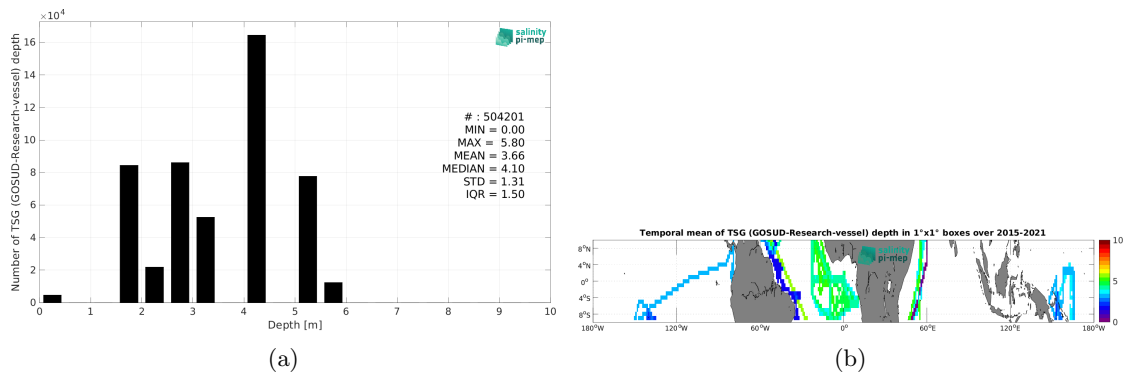 ×10⁴
16
14
12
10
8
6
4
2
0
Number of TSG (GOSUD-Research-vessel) depth
salinity
pi-mep
# : 504201
MIN = 0.00
MAX = 5.80
MEAN = 3.66
MEDIAN = 4.10
STD = 1.31
IQR = 1.50
0 1 2 3 4 5 6 7 8 9 10
Depth [m]
(a)
Temporal mean of TSG (GOSUD-Research-vessel) depth in 1°x1° boxes over 2015-2021
salinity
pi-mep
8°N
4°N
0°
4°S
8°S
180°W 120°W 60°W 0° 60°E 120°E 180°W
10
5
0
(b)